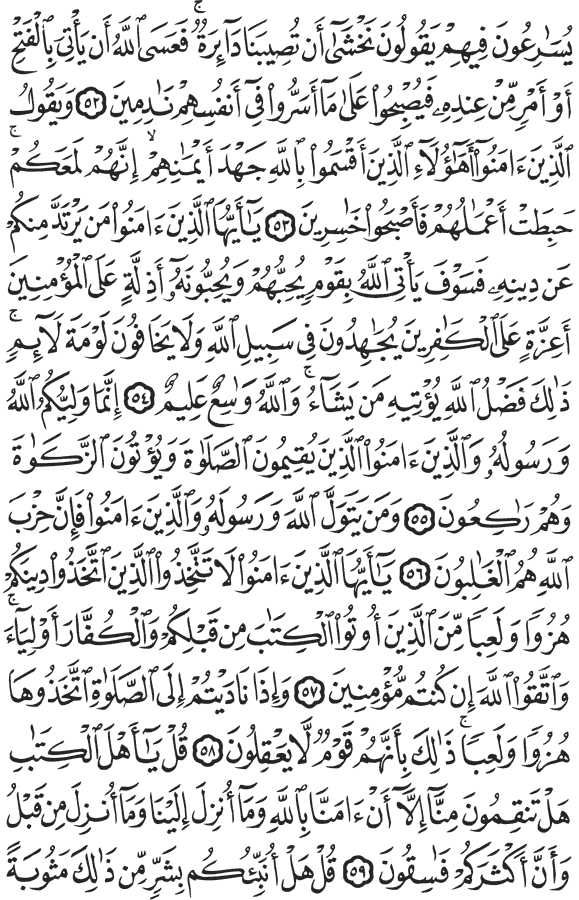 يُسَـٰرِعُونَ فِيهِمْ يَقُولُونَ نَخْشَىٰٓ أَن تُصِيبَنَا دَآئِرَةٌ ۚ فَعَسَى ٱللَّهُ أَن يَأْتِىَ بِٱلْفَتْحِ
أَوْ أَمْرٍ مِّنْ عِندِهِۦ فَيُصْبِحُوا۟ عَلَىٰ مَآ أَسَرُّوا۟ فِىٓ أَنفُسِهِمْ نَـٰدِمِينَ ۝٥٢ وَيَقُولُ
ٱلَّذِينَ ءَامَنُوٓا۟ أَهَـٰٓؤُلَآءِ ٱلَّذِينَ أَقْسَمُوا۟ بِٱللَّهِ جَهْدَ أَيْمَـٰنِهِمْ ۙ إِنَّهُمْ لَمَعَكُمْ ۚ
حَبِطَتْ أَعْمَـٰلُهُمْ فَأَصْبَحُوا۟ خَـٰسِرِينَ ۝٥٣ يَـٰٓأَيُّهَا ٱلَّذِينَ ءَامَنُوا۟ مَن يَرْتَدَّ مِنكُمْ
عَن دِينِهِۦ فَسَوْفَ يَأْتِى ٱللَّهُ بِقَوْمٍ يُحِبُّهُمْ وَيُحِبُّونَهُۥٓ أَذِلَّةٍ عَلَى ٱلْمُؤْمِنِينَ
أَعِزَّةٍ عَلَى ٱلْكَـٰفِرِينَ يُجَـٰهِدُونَ فِى سَبِيلِ ٱللَّهِ وَلَا يَخَافُونَ لَوْمَةَ لَآئِمٍ ۚ
ذَٰلِكَ فَضْلُ ٱللَّهِ يُؤْتِيهِ مَن يَشَآءُ ۚ وَٱللَّهُ وَٰسِعٌ عَلِيمٌ ۝٥٤ إِنَّمَا وَلِيُّكُمُ ٱللَّهُ
وَرَسُولُهُۥ وَٱلَّذِينَ ءَامَنُوا۟ ٱلَّذِينَ يُقِيمُونَ ٱلصَّلَوٰةَ وَيُؤْتُونَ ٱلزَّكَوٰةَ
وَهُمْ رَٰكِعُونَ ۝٥٥ وَمَن يَتَوَلَّ ٱللَّهَ وَرَسُولَهُۥ وَٱلَّذِينَ ءَامَنُوا۟ فَإِنَّ حِزْبَ
ٱللَّهِ هُمُ ٱلْغَـٰلِبُونَ ۝٥٦ يَـٰٓأَيُّهَا ٱلَّذِينَ ءَامَنُوا۟ لَا تَتَّخِذُوا۟ ٱلَّذِينَ ٱتَّخَذُوا۟ دِينَكُمْ
هُزُوًا وَلَعِبًا مِّنَ ٱلَّذِينَ أُوتُوا۟ ٱلْكِتَـٰبَ مِن قَبْلِكُمْ وَٱلْكُفَّارَ أَوْلِيَآءَ ۚ
وَٱتَّقُوا۟ ٱللَّهَ إِن كُنتُم مُّؤْمِنِينَ ۝٥٧ وَإِذَا نَادَيْتُمْ إِلَى ٱلصَّلَوٰةِ ٱتَّخَذُوهَا
هُزُوًا وَلَعِبًا ۚ ذَٰلِكَ بِأَنَّهُمْ قَوْمٌ لَّا يَعْقِلُونَ ۝٥٨ قُلْ يَـٰٓأَهْلَ ٱلْكِتَـٰبِ
هَلْ تَنقِمُونَ مِنَّآ إِلَّآ أَنْ ءَامَنَّا بِٱللَّهِ وَمَآ أُنزِلَ إِلَيْنَا وَمَآ أُنزِلَ مِن قَبْلُ
وَأَنَّ أَكْثَرَكُمْ فَـٰسِقُونَ ۝٥٩ قُلْ هَلْ أُنَبِّئُكُم بِشَرٍّ مِّن ذَٰلِكَ مَثُوبَةً